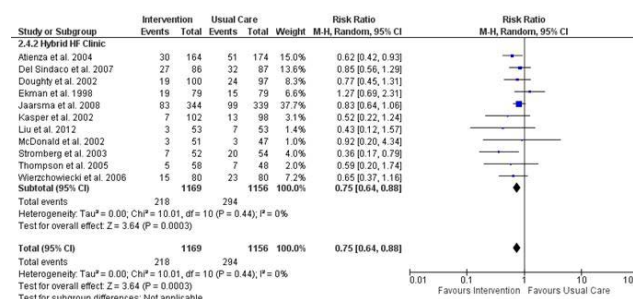 Intervention Usual Care Risk Ratio Risk Ratio
Study or Subgroup Events Total Events Total Weight M-H, Random, 95% CI M-H, Random, 95% CI
2.4.2 Hybrid HF Clinic
Atienza et al. 2004 30 164 51 174 15.0% 0.62 [0.42, 0.93]
Del Sindaco et al. 2007 27 86 32 87 14.0% 0.85 [0.56, 1.29]
Doughty et al. 2002 19 100 24 97 8.8% 0.77 [0.45, 1.31]
Ekman et al. 1998 19 79 15 79 7.0% 1.27 [0.69, 2.31]
Jaarsma et al. 2008 83 344 99 339 37.7% 0.83 [0.64, 1.06]
Kasper et al. 2002 7 102 13 98 3.2% 0.52 [0.22, 1.24]
Liu et al. 2012 3 53 7 53 1.5% 0.43 [0.12, 1.57]
McDonald et al. 2002 3 51 3 47 1.0% 0.92 [0.20, 4.34]
Stromberg et al. 2003 7 52 20 54 4.1% 0.36 [0.17, 0.79]
Thompson et al. 2005 5 58 7 48 2.2% 0.59 [0.20, 1.74]
Wierzchowiecki et al. 2006 15 80 23 80 7.8% 0.65 [0.37, 1.16]
Subtotal (95% CI) 1169 1156 100.0% 0.75 [0.64, 0.88]
Total events 218 294
Heterogeneity: Tau² = 0.00; Chi² = 10.01, df = 10 (P = 0.44); I² = 0%
Test for overall effect: Z = 3.64 (P = 0.0003)
Total (95% CI) 1169 1156 100.0% 0.75 [0.64, 0.88]
Total events 218 294
Heterogeneity: Tau² = 0.00; Chi² = 10.01, df = 10 (P = 0.44); I² = 0%
Test for overall effect: Z = 3.64 (P = 0.0003)
Test for subgroup differences: Not applicable
0.01 0.1 1 10 100
Favours Intervention Favours Usual Care